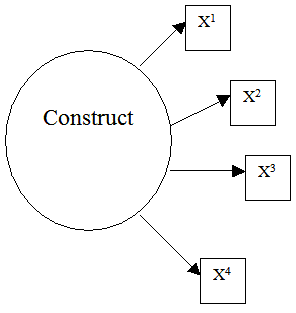 X¹
X²
Construct
X³
X⁴